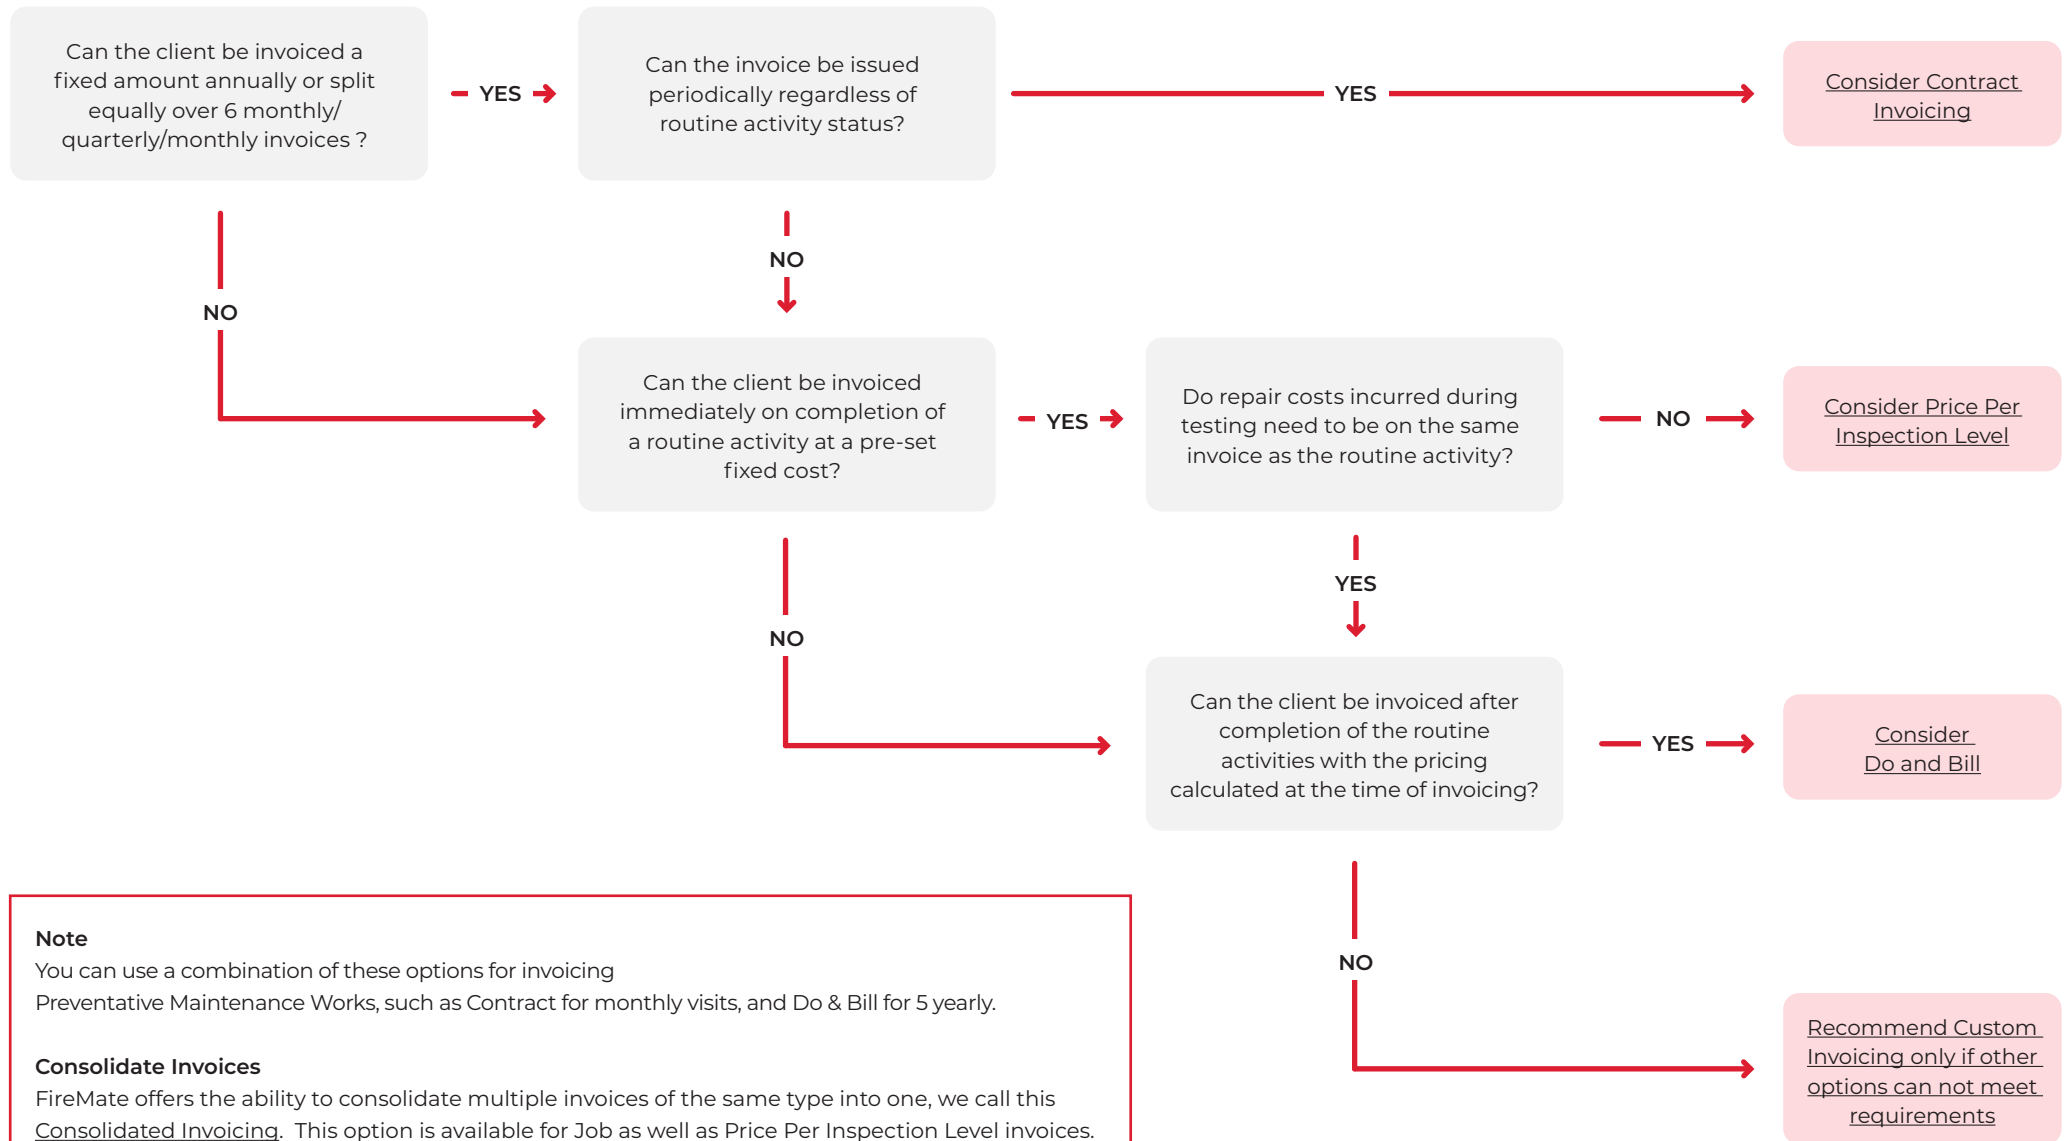 Can the client be invoiced a
fixed amount annually or split
equally over 6 monthly/
quarterly/monthly invoices ?
YES
Can the invoice be issued
periodically regardless of
routine activity status?
YES
Consider Contract
Invoicing
NO
NO
Can the client be invoiced
immediately on completion of
a routine activity at a pre-set
fixed cost?
YES
Do repair costs incurred during
testing need to be on the same
invoice as the routine activity?
NO
Consider Price Per
Inspection Level
NO
YES
Can the client be invoiced after
completion of the routine
activities with the pricing
calculated at the time of invoicing?
YES
Consider
Do and Bill
NO
Recommend Custom
Invoicing only if other
options can not meet
requirements
Note
You can use a combination of these options for invoicing
Preventative Maintenance Works, such as Contract for monthly visits, and Do & Bill for 5 yearly.
Consolidate Invoices
FireMate offers the ability to consolidate multiple invoices of the same type into one, we call this
Consolidated Invoicing.  This option is available for Job as well as Price Per Inspection Level invoices.